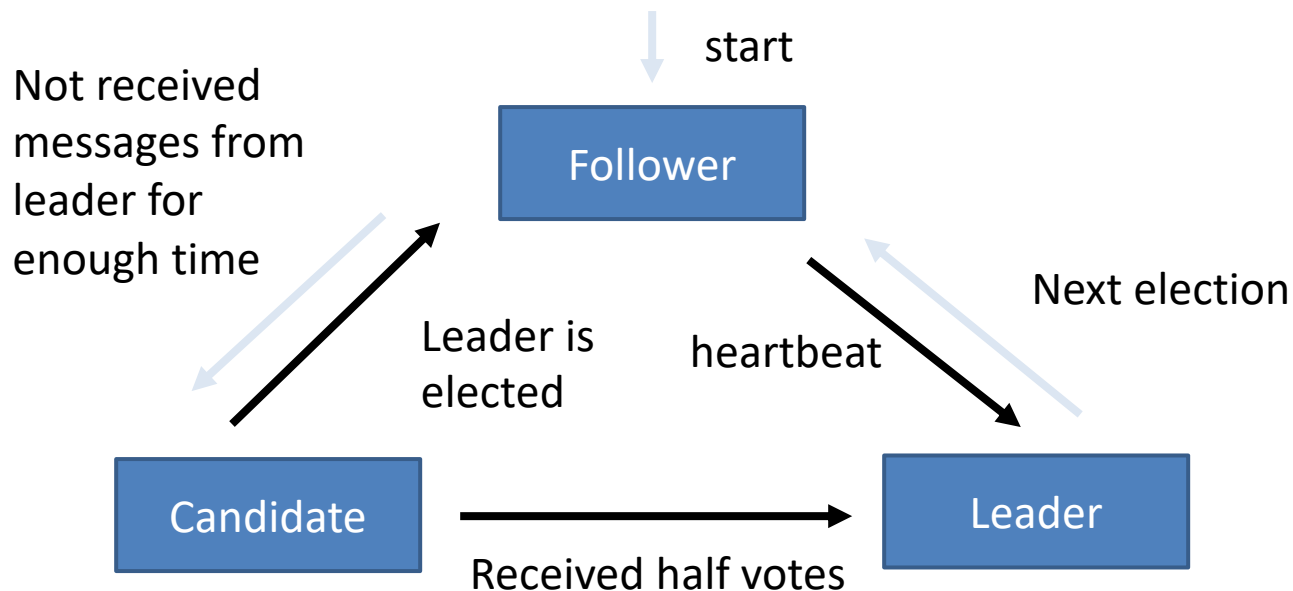 start
Not received
messages from
leader for
enough time
Follower
Next election
Leader is
elected
heartbeat
Candidate
Leader
Received half votes